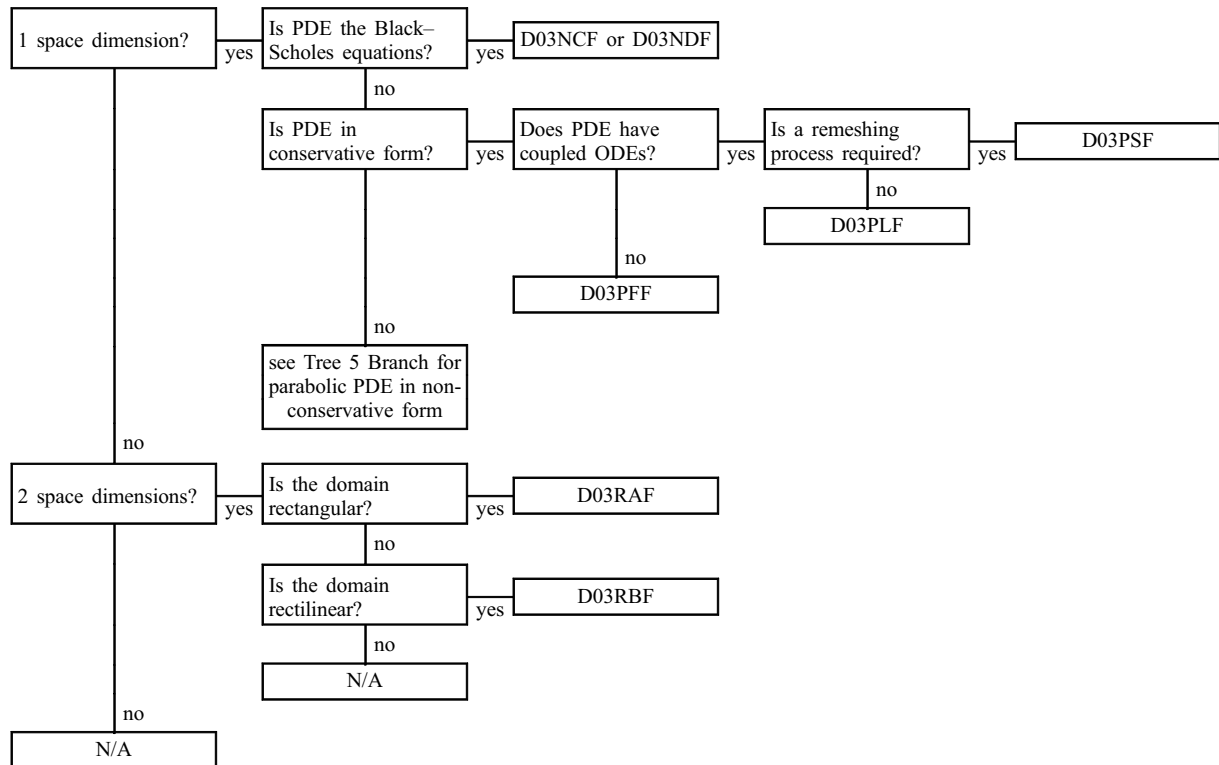 1 space dimension?
yes
Is PDE the Black–
Scholes equations?
yes
D03NCF or D03NDF
no
Is PDE in
conservative form?
yes
Does PDE have
coupled ODEs?
yes
Is a remeshing
process required?
yes
D03PSF
no
D03PLF
no
D03PFF
no
see Tree 5 Branch for
parabolic PDE in non-
conservative form
no
2 space dimensions?
yes
Is the domain
rectangular?
yes
D03RAF
no
Is the domain
rectilinear?
yes
D03RBF
no
N/A
no
N/A